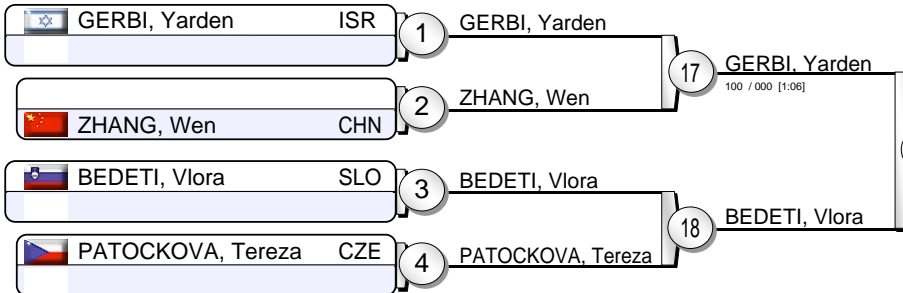 GERBI, Yarden ISR
1
GERBI, Yarden
17
GERBI, Yarden
100 / 000 [1:06]
ZHANG, Wen CHN
2
ZHANG, Wen
BEDETI, Vlora SLO
3
BEDETI, Vlora
18
BEDETI, Vlora
PATOCKOVA, Tereza CZE
4
PATOCKOVA, Tereza